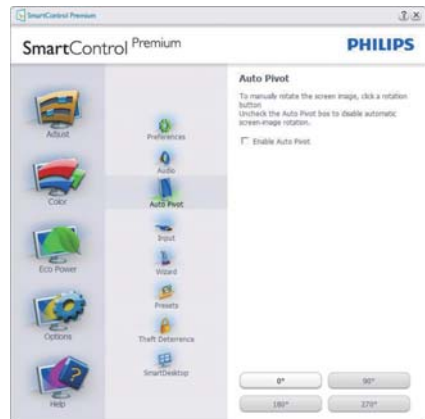 SmartControl Premium
SmartControl Premium
PHILIPS
Adjust
Color
Eco Power
Options
Help
Preferences
Audio
Auto Pivot
Input
Wizard
Presets
Theft Deterrence
SmartDesktop
Auto Pivot
To manually rotate the screen image, click a rotation
button
Uncheck the Auto Pivot box to disable automatic
screen-image rotation.
Enable Auto Pivot
0°
90°
180°
270°